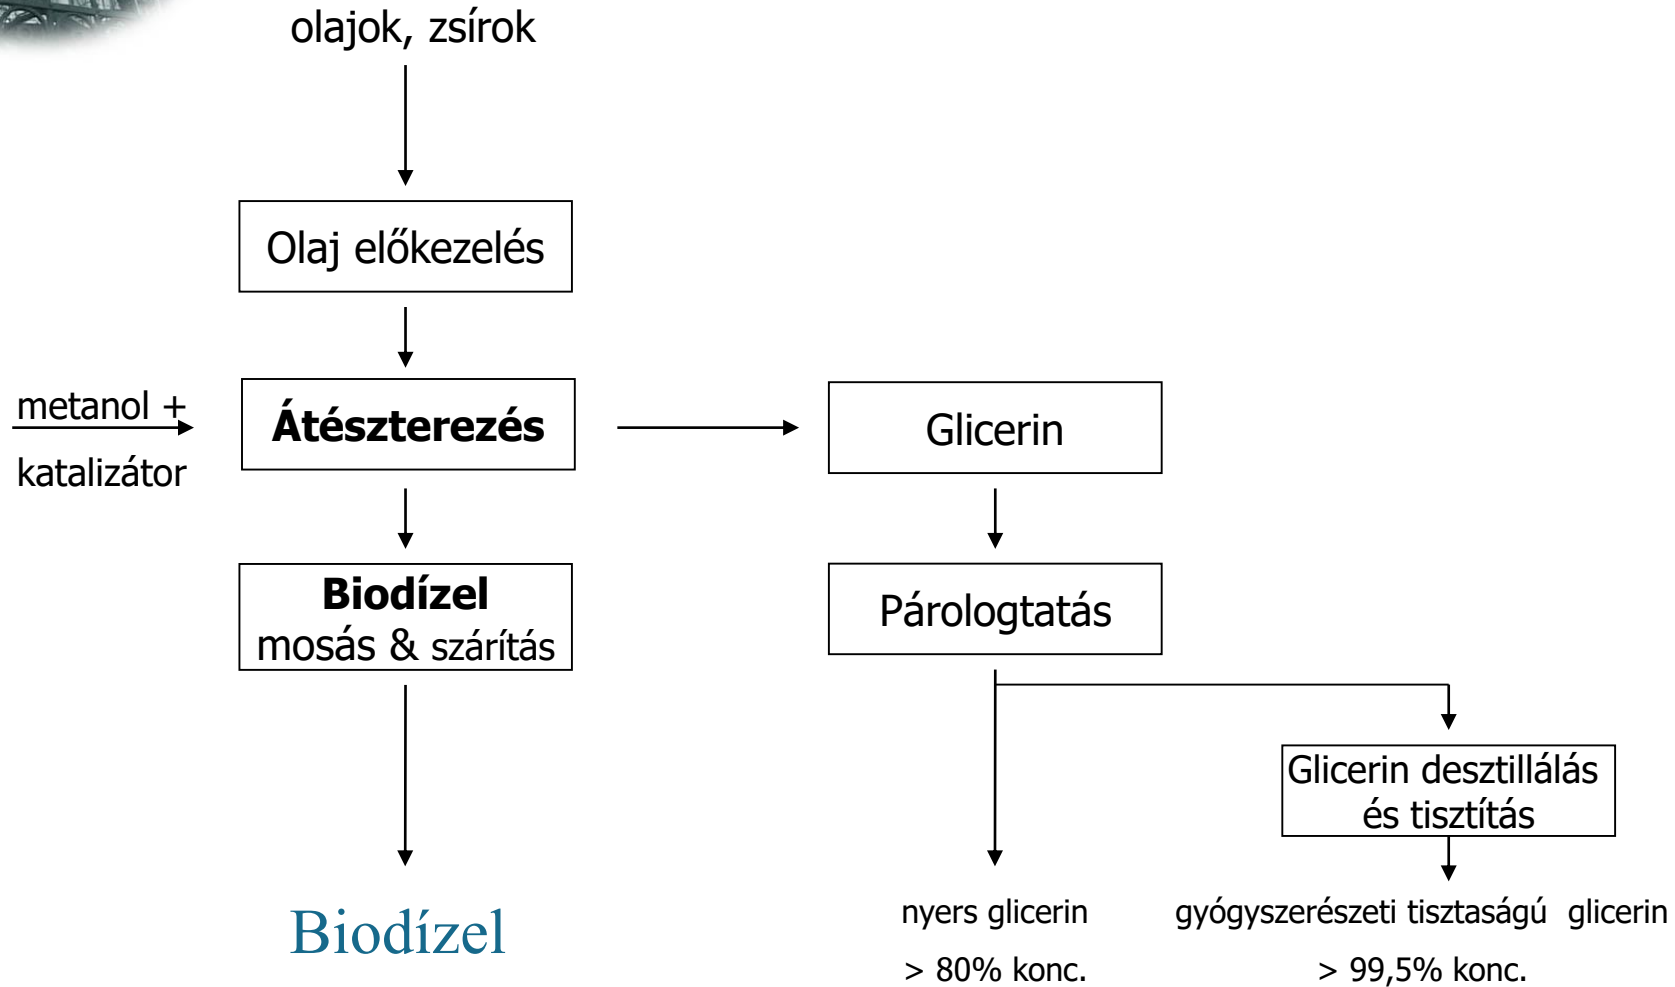 olajok, zsírok
Olaj előkezelés
metanol +
katalizátor
Átészterezés
Glicerin
Biodízel
mosás & szárítás
Párologtatás
Glicerin desztillálás
és tisztítás
Biodízel
nyers glicerin
> 80% konc.
gyógyszerészeti tisztaságú glicerin
> 99,5% konc.